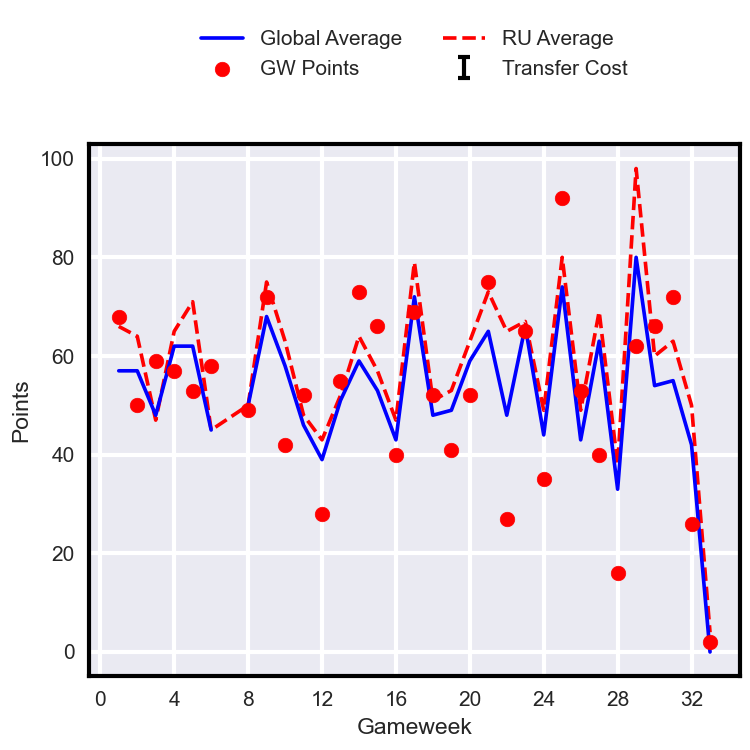 Global Average
RU Average
GW Points
Transfer Cost
100
80
60
40
20
0
Points
0 4 8 12 16 20 24 28 32
Gameweek